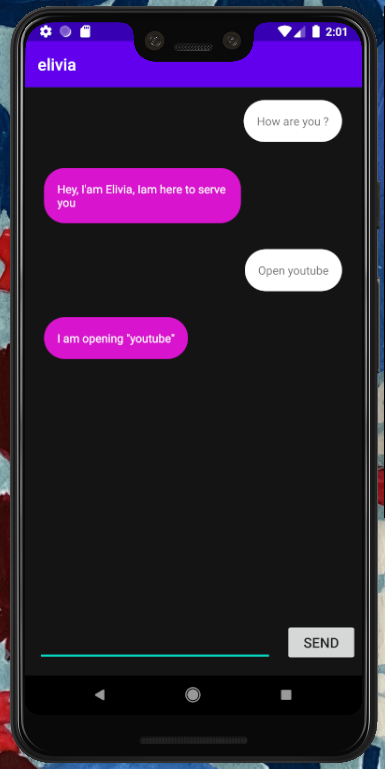 2:01
elivia
How are you ?
Hey, I'am Elivia, Iam here to serve
you
Open youtube
I am opening "youtube"
SEND